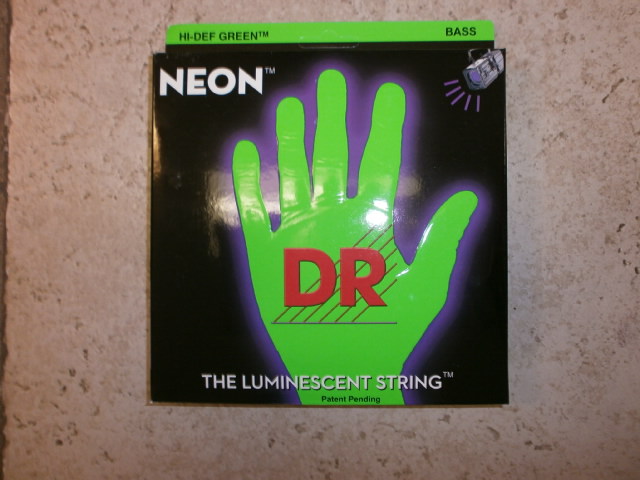 HI-DEF GREEN™ BASS
NEON™
DR
THE LUMINESCENT STRING™
Patent Pending